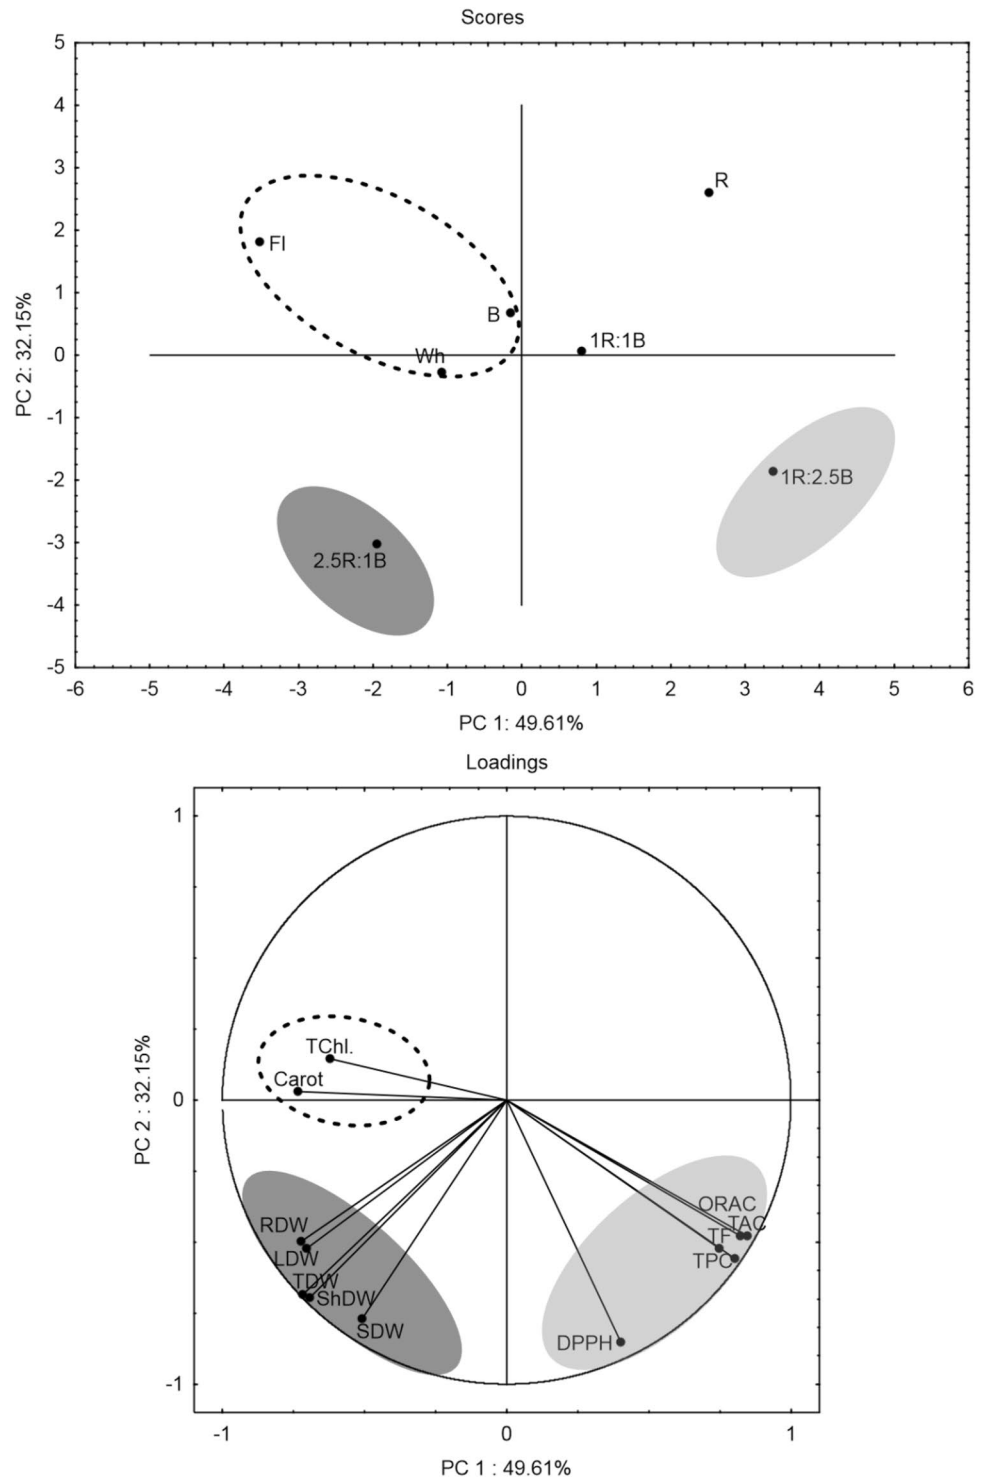 Scores
5
4
3
2
1
0
-1
-2
-3
-4
-5
PC 2: 32.15%
R
Fl
B
1R:1B
Wh
1R:2.5B
2.5R:1B
-6 -5 -4 -3 -2 -1 0 1 2 3 4 5 6
PC 1: 49.61%
Loadings
1
0
-1
PC 2 : 32.15%
TChl.
Carot
ORAC
TAC
RDW
TF
LDW
TPC
TDW
ShDW
SDW
DPPH
-1 0 1
PC 1 : 49.61%